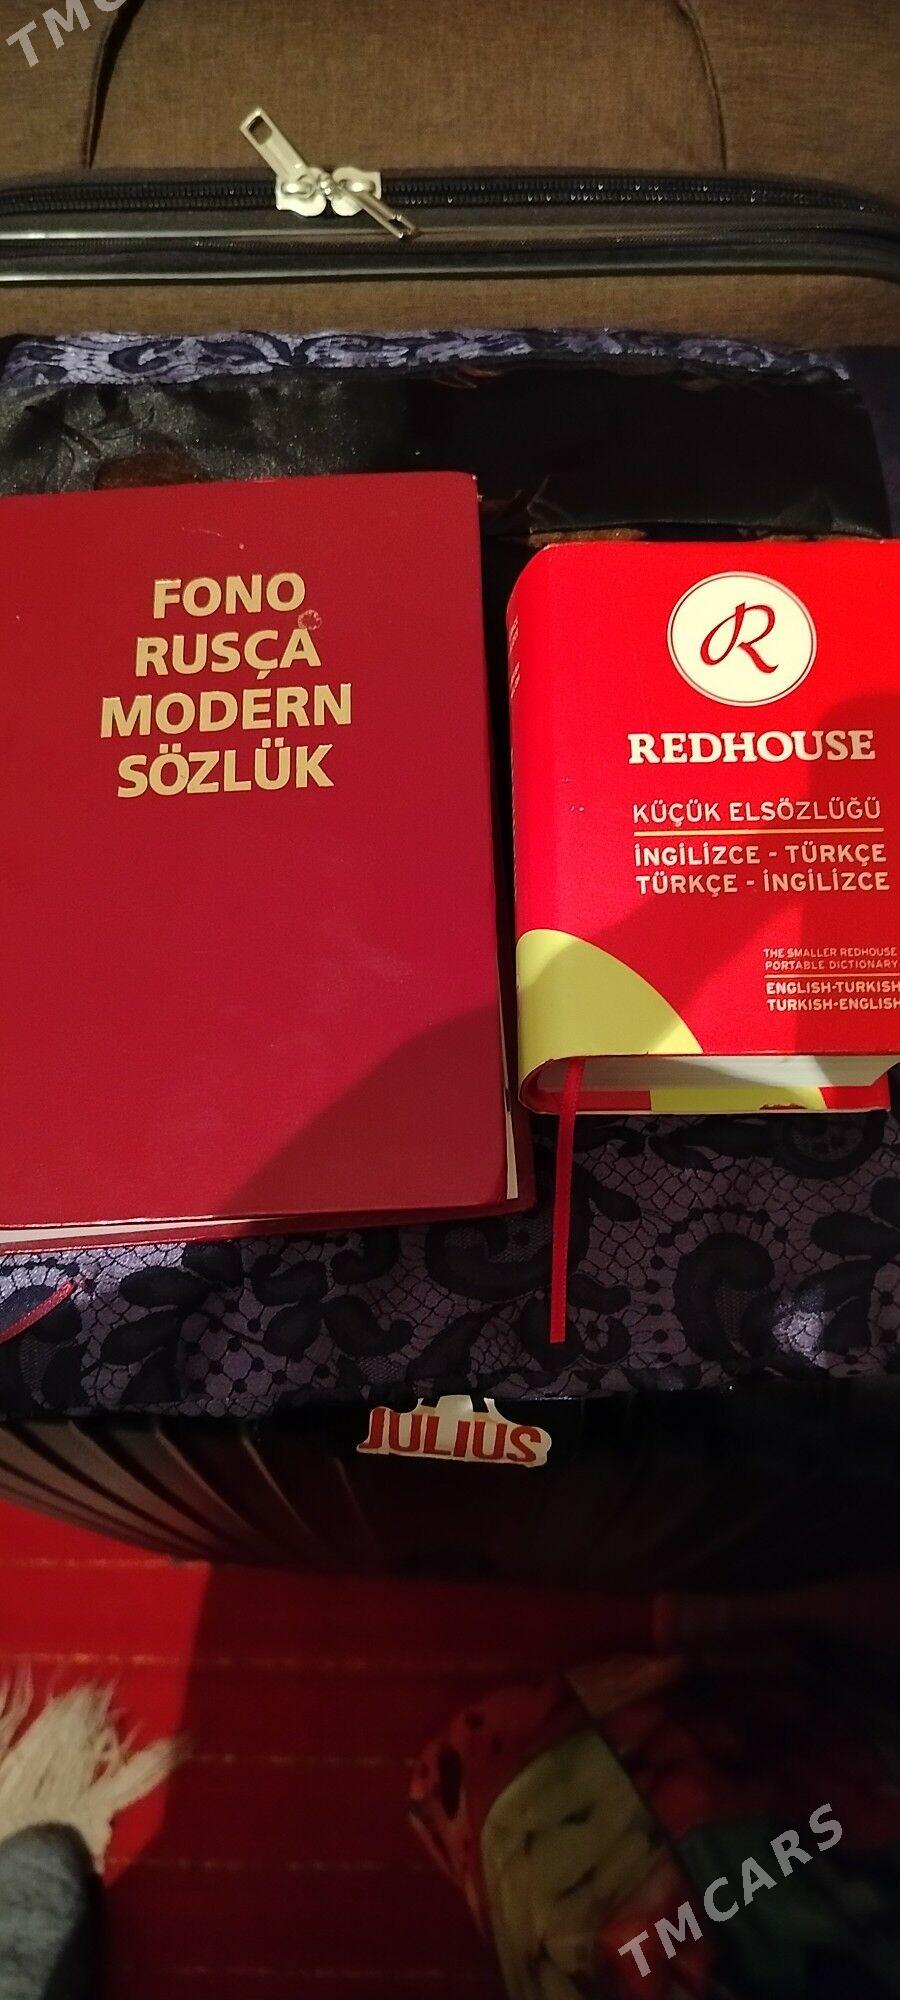 FONO
RUSÇA
MODERN
SÖZLÜK
R
REDHOUSE
KÜÇÜK ELSÖZLÜĞÜ
İNGİLİZCE - TÜRKÇE
TÜRKÇE - İNGİLİZCE
THE SMALLER REDHOUSE
PORTABLE DICTIONARY
ENGLISH-TURKISH
TURKISH-ENGLISH
JULIUS
TMCARS